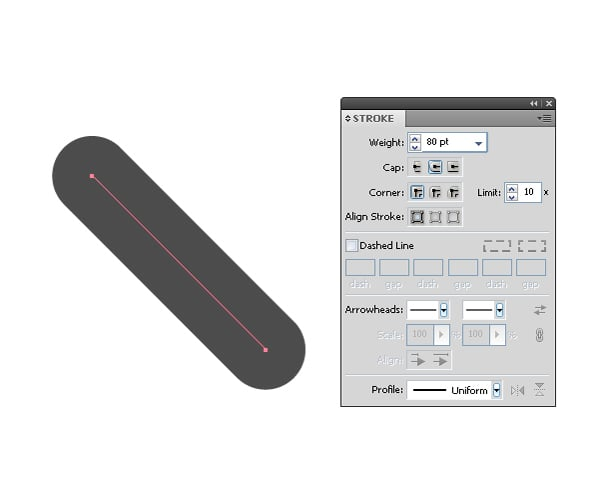 STROKE
Weight: 80 pt
Cap:
Corner: Limit: 10 x
Align Stroke:
Dashed Line
dash gap dash gap dash gap
Arrowheads:
Scale: 100 % 100 %
Align:
Profile: Uniform